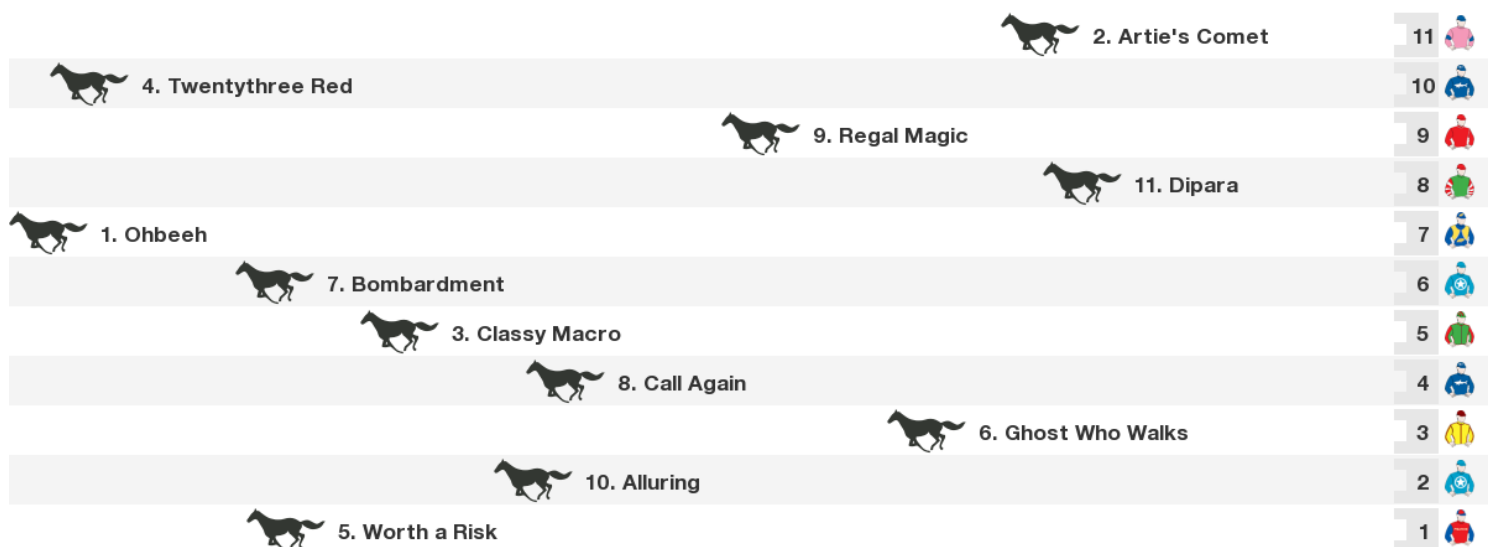 2. Artie's Comet 11
4. Twentythree Red 10
9. Regal Magic 9
11. Dipara 8
1. Ohbeeh 7
7. Bombardment 6
3. Classy Macro 5
8. Call Again 4
6. Ghost Who Walks 3
10. Alluring 2
5. Worth a Risk 1